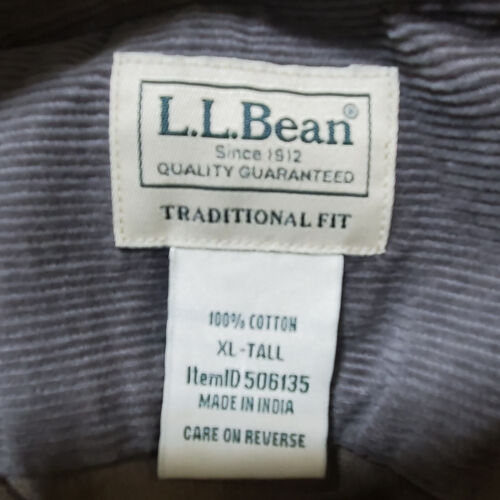 L.L.Bean®
Since 1912
QUALITY GUARANTEED
TRADITIONAL FIT
100% COTTON
XL-TALL
ItemID 506135
MADE IN INDIA
CARE ON REVERSE